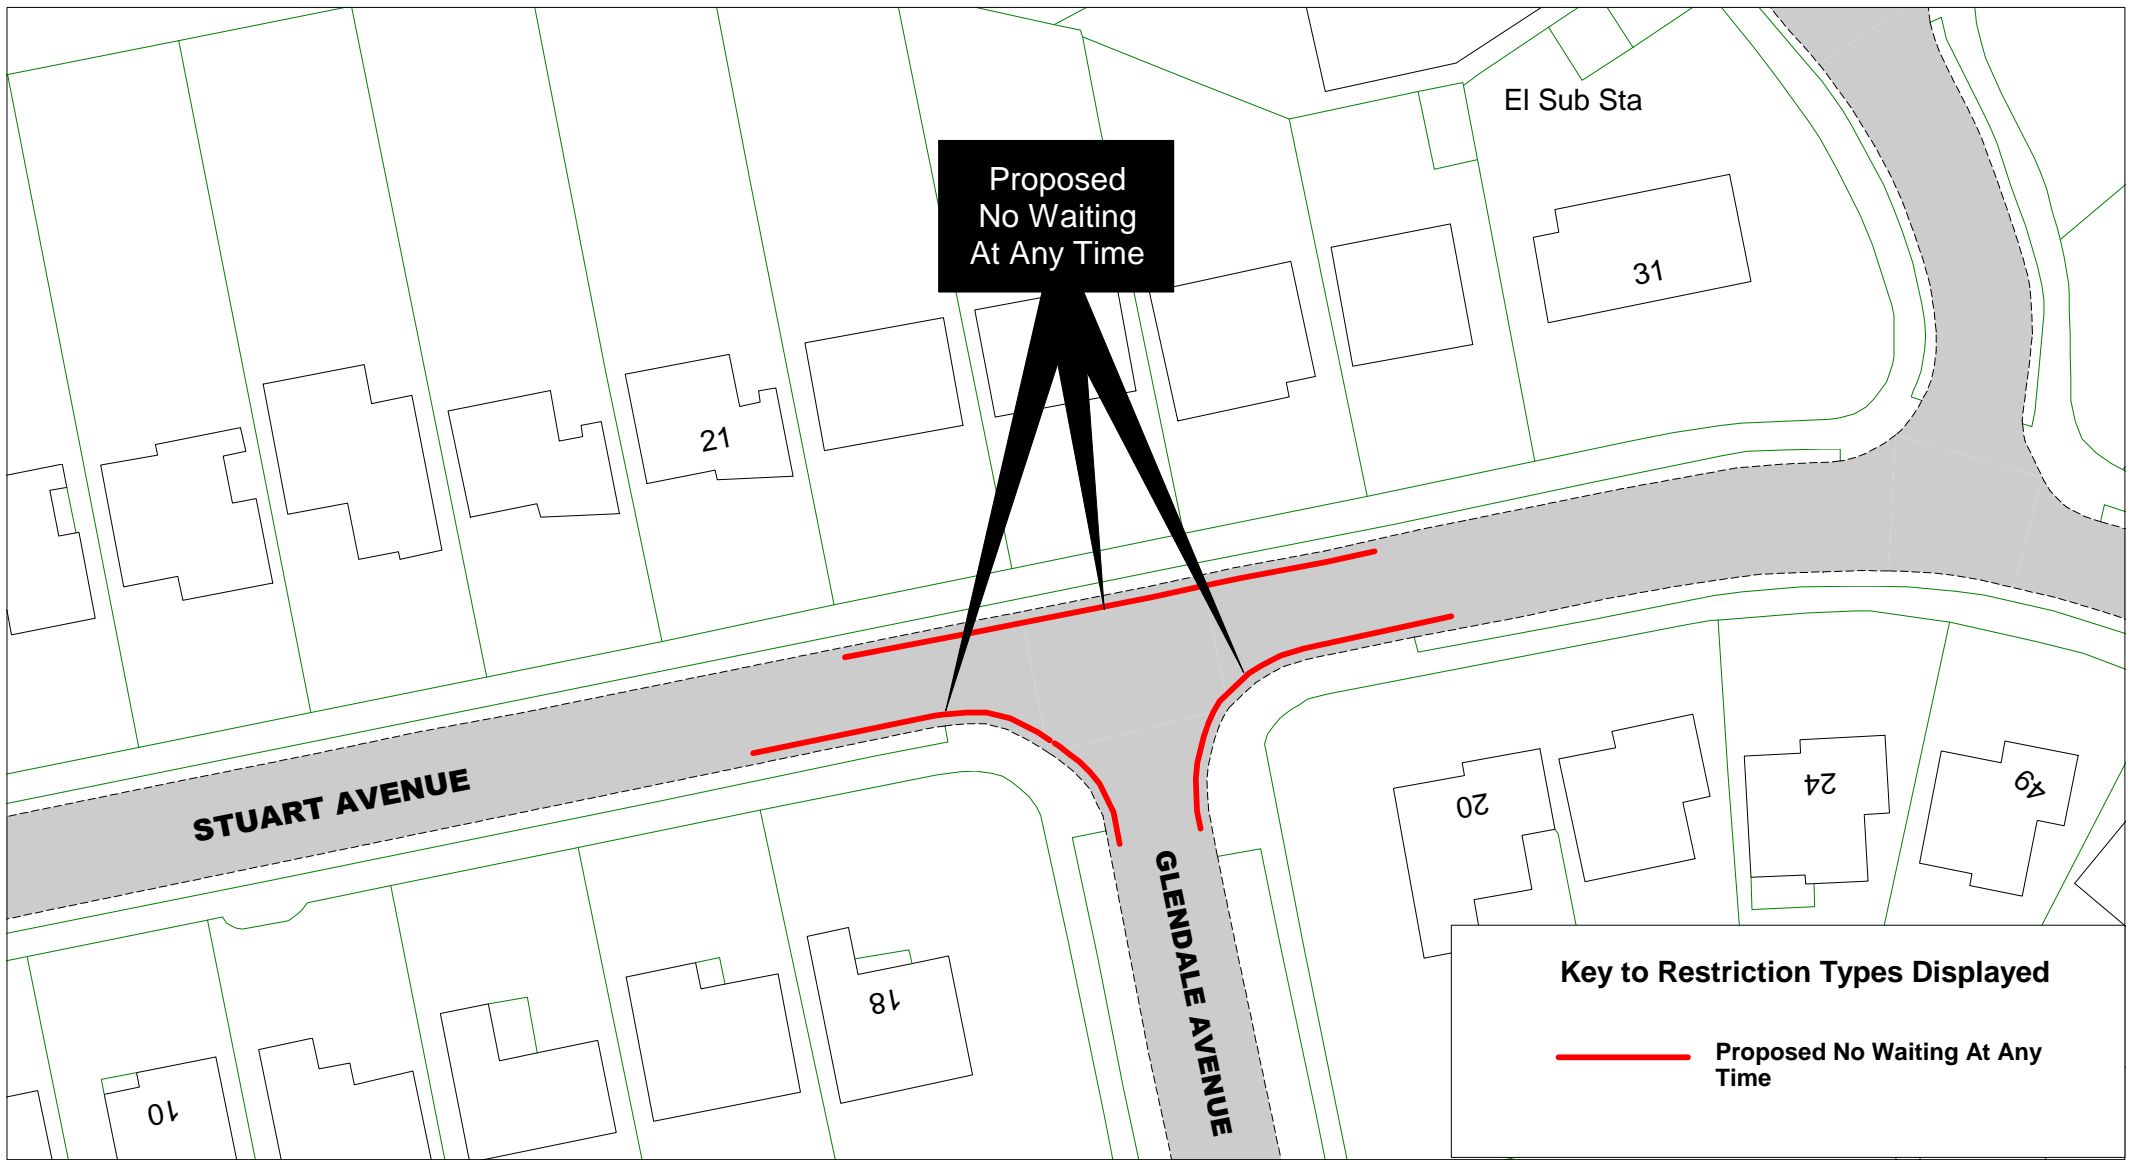 El Sub Sta
Proposed
No Waiting
At Any Time
31
21
STUART AVENUE
GLENDALE AVENUE
20
24
49
18
10
Key to Restriction Types Displayed
Proposed No Waiting At Any
Time